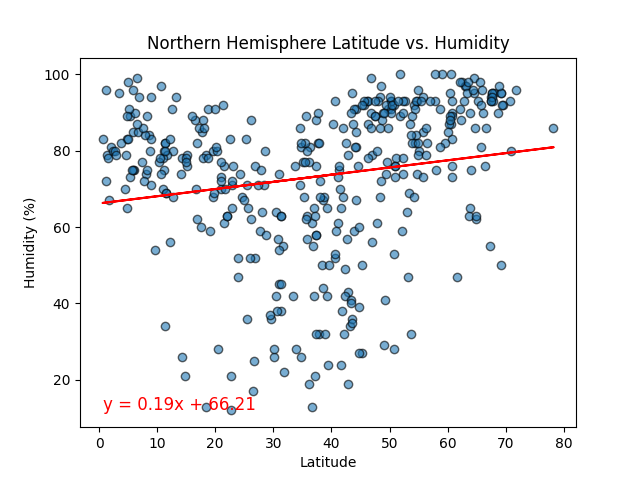 Northern Hemisphere Latitude vs. Humidity
100
80
60
40
20
Humidity (%)
y = 0.19x + 66.21
0 10 20 30 40 50 60 70 80
Latitude